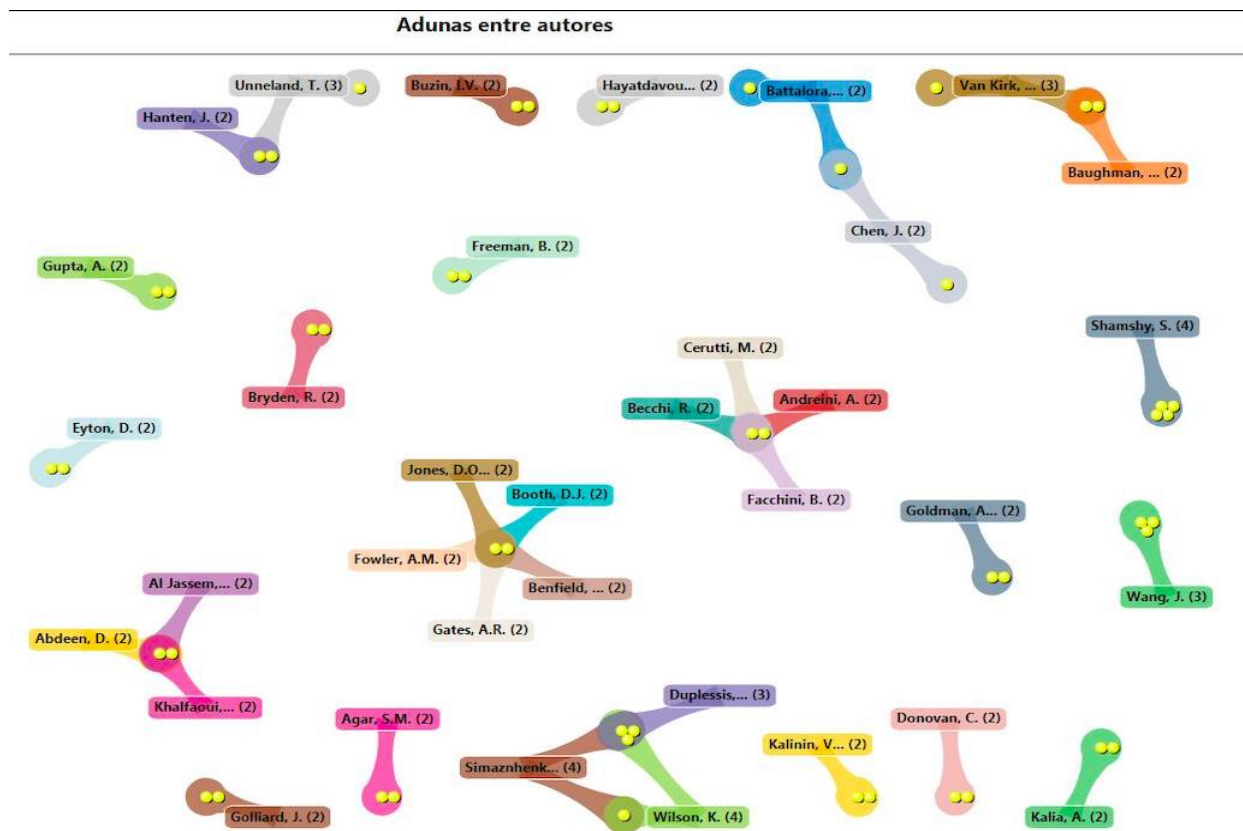 Adunas entre autores
Unneland, T. (3)
Buzin, I.V. (2)
Hayatdavou... (2)
Battalora,... (2)
Van Kirk, ... (3)
Hanten, J. (2)
Baughman, ... (2)
Chen, J. (2)
Freeman, B. (2)
Gupta, A. (2)
Shamshy, S. (4)
Cerutti, M. (2)
Bryden, R. (2)
Becchi, R. (2)
Andreini, A. (2)
Eyton, D. (2)
Jones, D.O... (2)
Booth, D.J. (2)
Facchini, B. (2)
Goldman, A... (2)
Fowler, A.M. (2)
Al Jassem,... (2)
Benfield, ... (2)
Wang, J. (3)
Gates, A.R. (2)
Abdeen, D. (2)
Khalfaoui,... (2)
Duplessis,... (3)
Agar, S.M. (2)
Donovan, C. (2)
Kalinin, V... (2)
Simaznhenk... (4)
Golliard, J. (2)
Wilson, K. (4)
Kalia, A. (2)